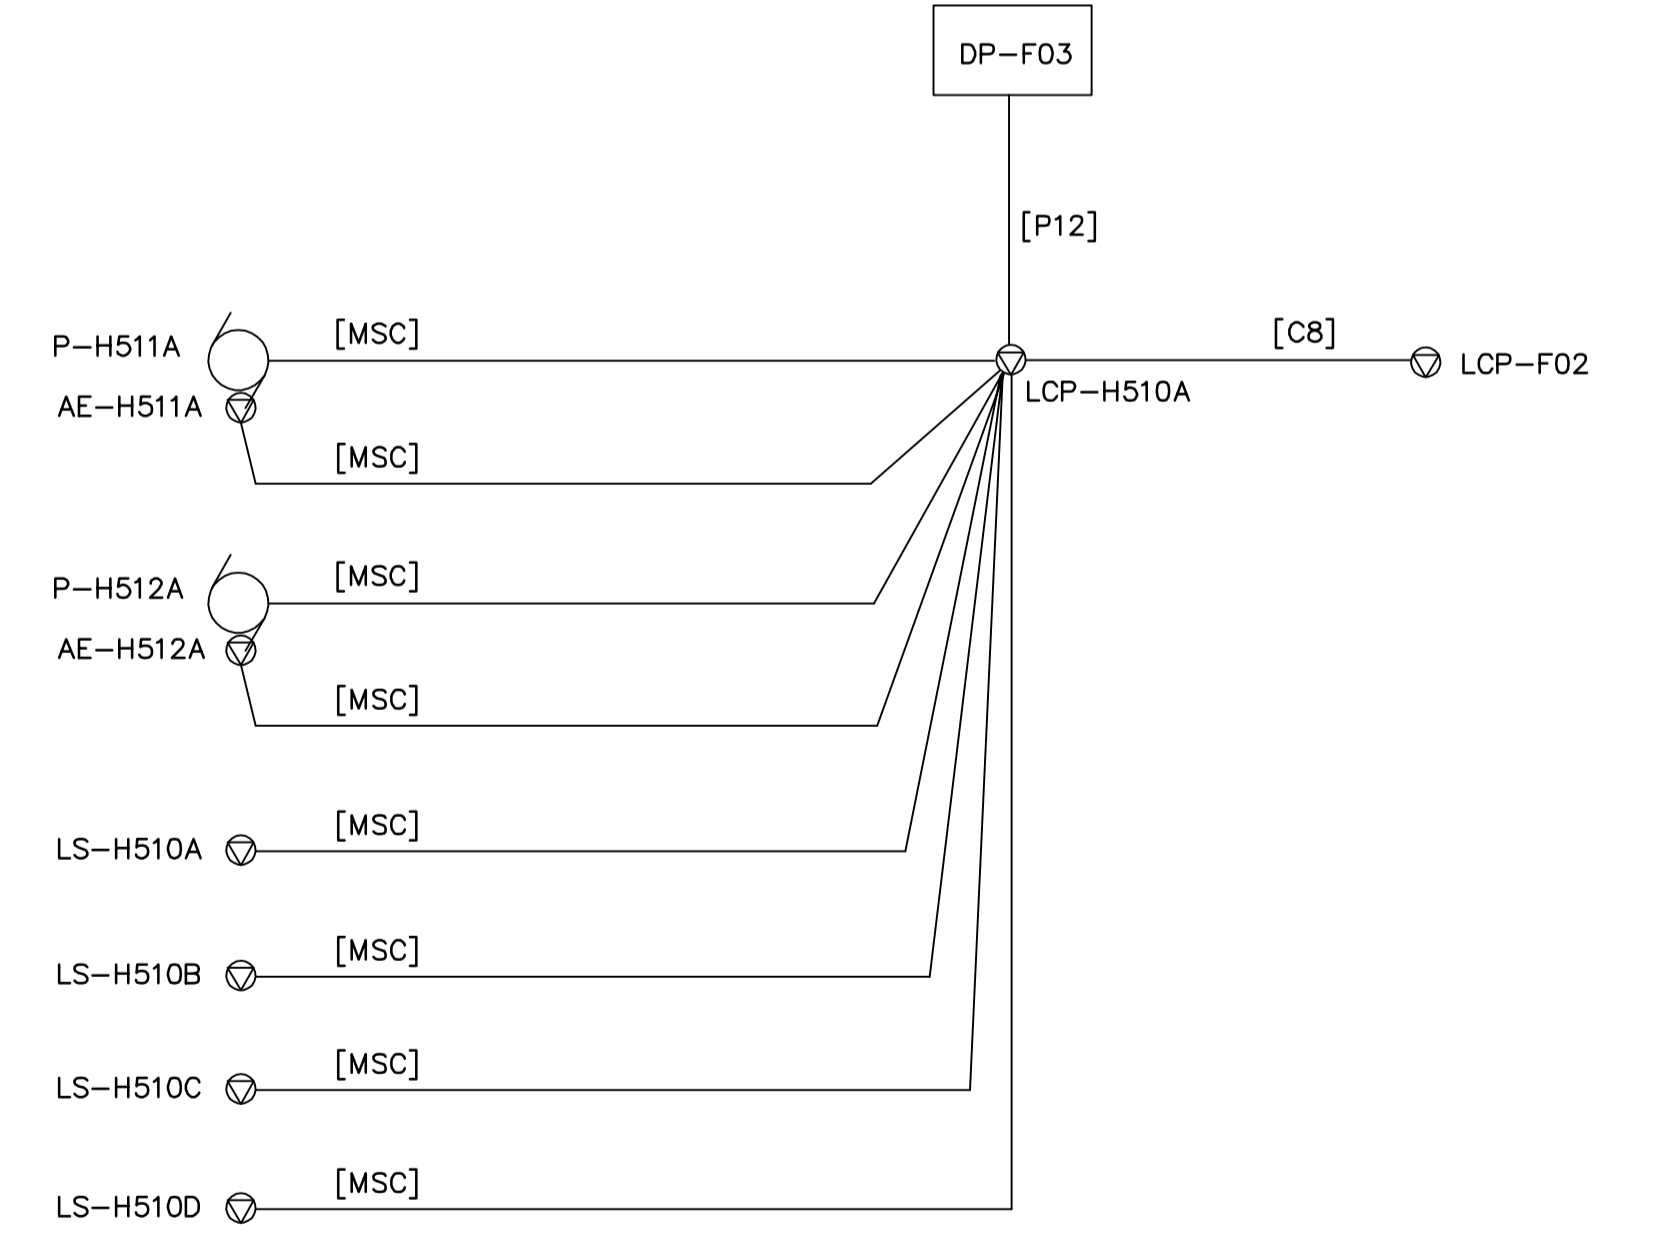 DP-F03
[P12]
P-H511A
[MSC]
[C8]
LCP-F02
LCP-H510A
AE-H511A
[MSC]
P-H512A
[MSC]
AE-H512A
[MSC]
LS-H510A
[MSC]
LS-H510B
[MSC]
LS-H510C
[MSC]
LS-H510D
[MSC]